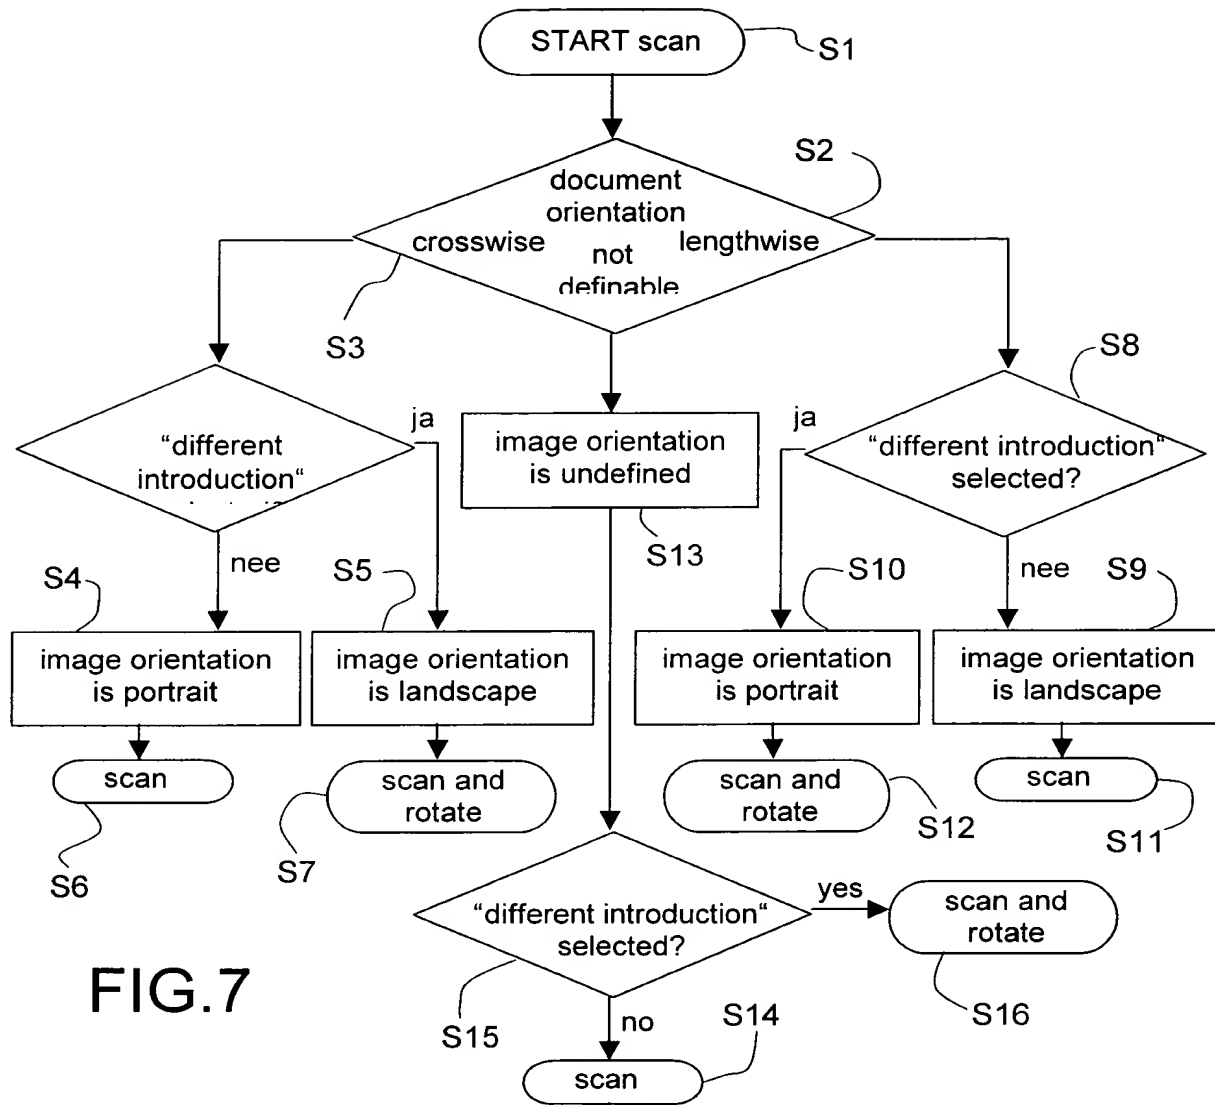 START scan
S1
S2
document
orientation
crosswise
lengthwise
not
definable
S3
S8
ja
"different
introduction“
image orientation
is undefined
ja
"different introduction“
selected?
S13
nee
S4
S5
S10
nee
S9
image orientation
is portrait
image orientation
is landscape
image orientation
is portrait
image orientation
is landscape
scan
scan and
rotate
scan and
rotate
scan
S6
S7
S12
S11
"different introduction“
selected?
yes
scan and
rotate
FIG.7
S15
no
S14
S16
scan